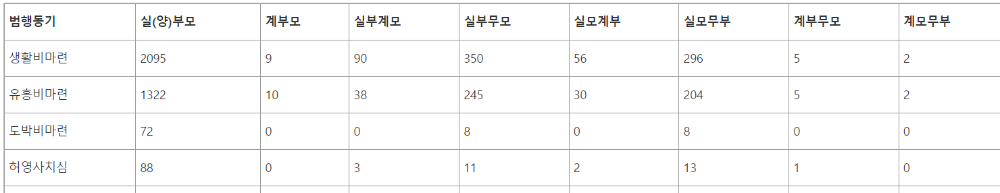 범행동기 실(양)부모 계부모 실부계모 실부무모 실모계부 실모무부 계부무모 계모무부
생활비마련 2095 9 90 350 56 296 5 2
유흥비마련 1322 10 38 245 30 204 5 2
도박비마련 72 0 0 8 0 8 0 0
허영사치심 88 0 3 11 2 13 1 0